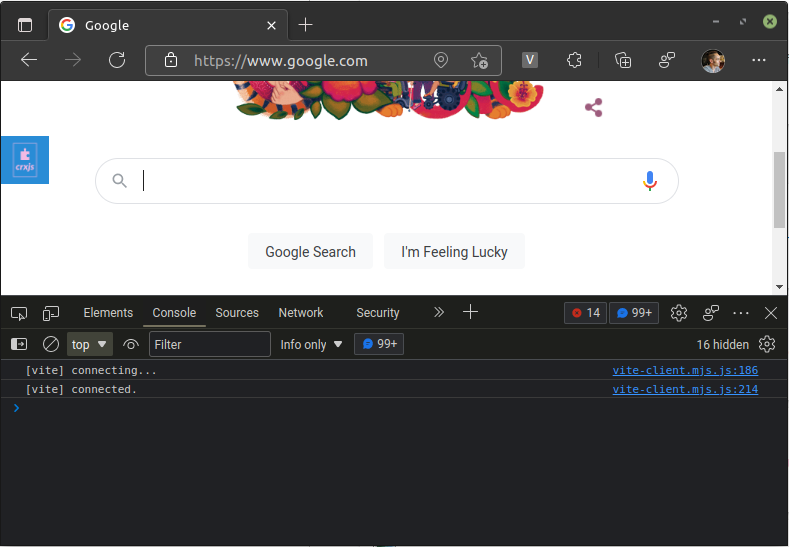 Google
https://www.google.com
V
crxjs
Google Search
I'm Feeling Lucky
Elements
Console
Sources
Network
Security
14
99+
top
Filter
Info only
99+
16 hidden
[vite] connecting...
vite-client.mjs.js:186
[vite] connected.
vite-client.mjs.js:214